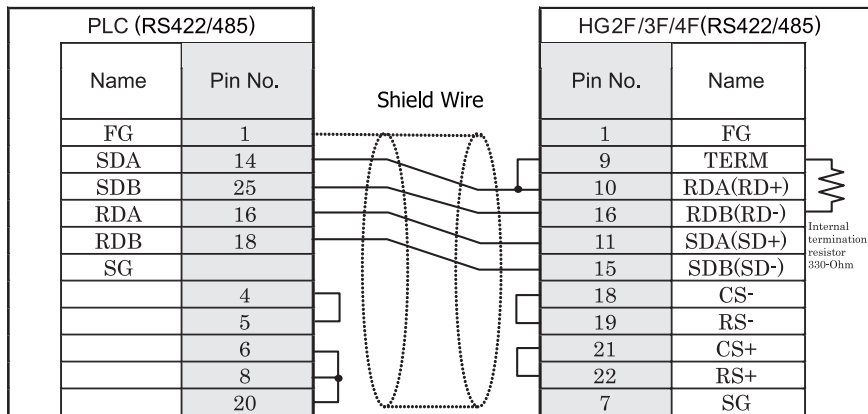 PLC (RS422/485)
Name Pin No.
FG 1
SDA 14
SDB 25
RDA 16
RDB 18
SG
4
5
6
8
20
Shield Wire
HG2F/3F/4F(RS422/485)
Pin No. Name
1 FG
9 TERM
10 RDA(RD+)
16 RDB(RD-)
11 SDA(SD+)
15 SDB(SD-)
18 CS-
19 RS-
21 CS+
22 RS+
7 SG
Internal
termination
resistor
330-Ohm